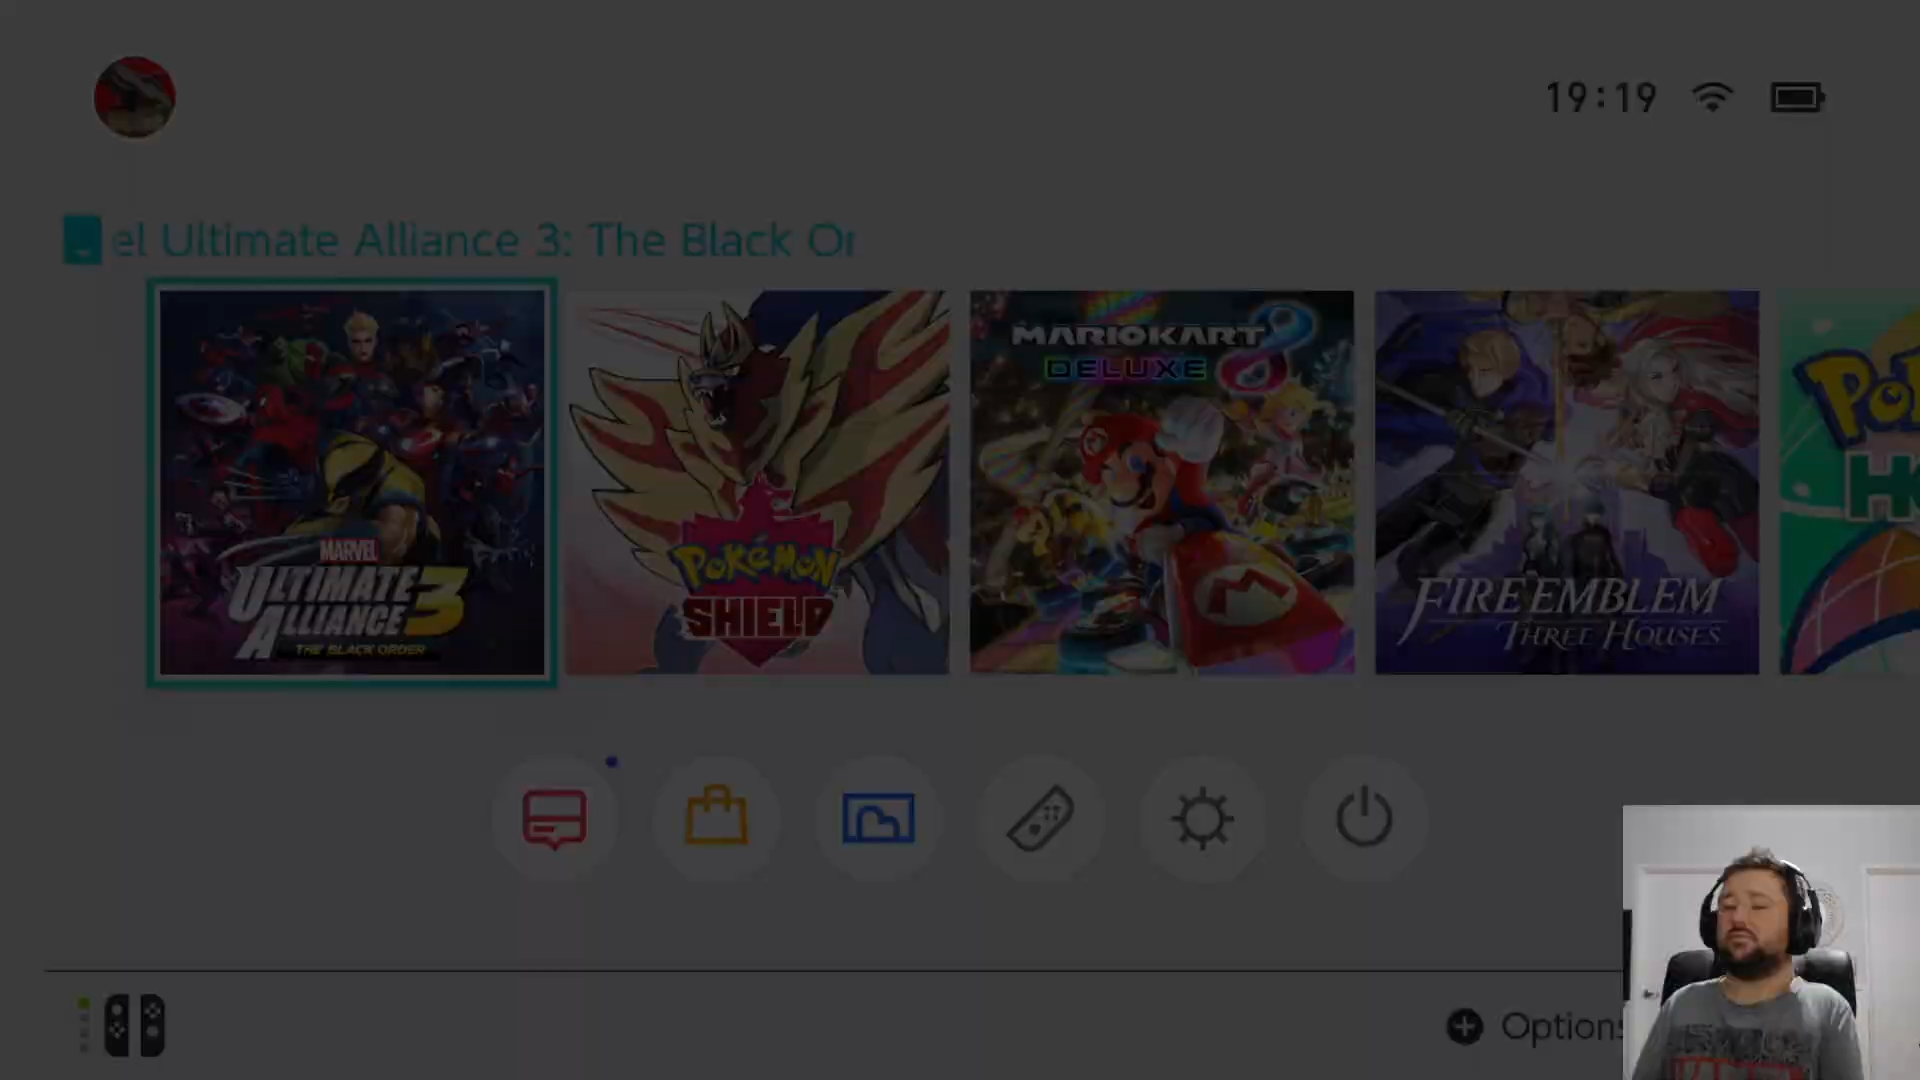 19:19
el Ultimate Alliance 3: The Black Or
MARVEL
ULTIMATE
ALLIANCE 3
THE BLACK ORDER
POKéMON
SHIELD
MARIOKART 8
DELUXE
FIRE EMBLEM
THREE HOUSES
Options